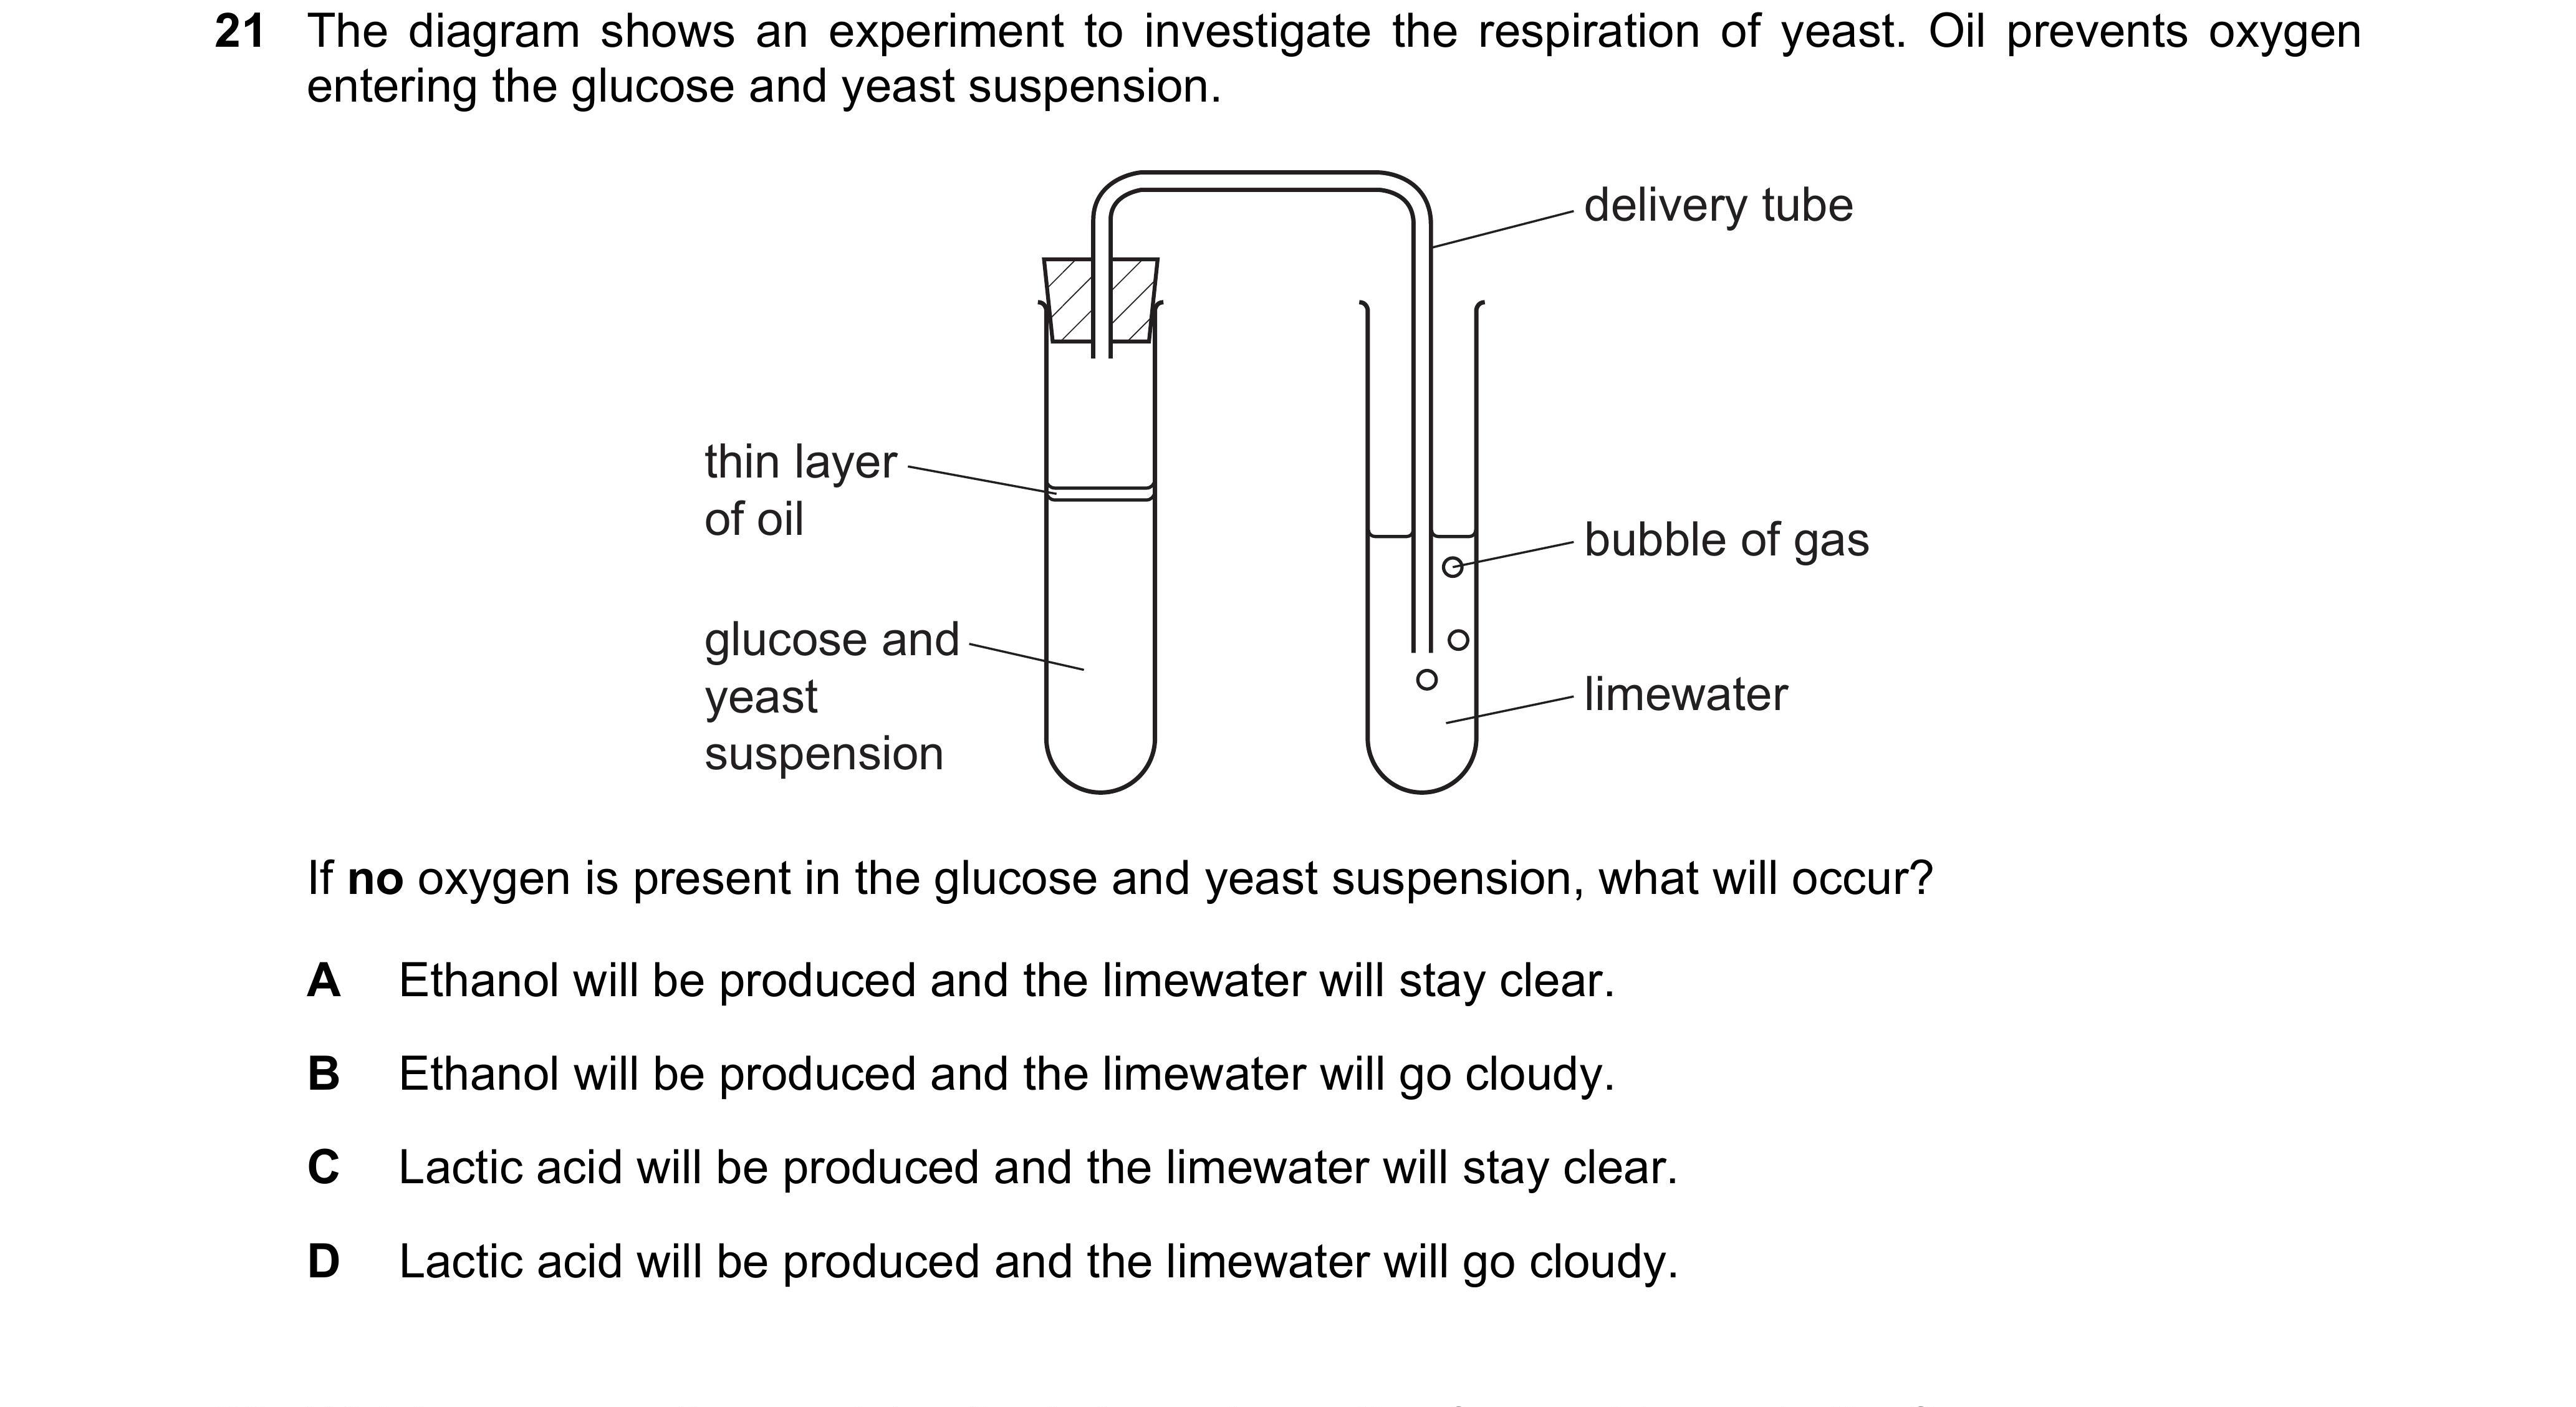 21 The diagram shows an experiment to investigate the respiration of yeast. Oil prevents oxygen
entering the glucose and yeast suspension.
delivery tube
thin layer
of oil
bubble of gas
glucose and
yeast
suspension
limewater
If no oxygen is present in the glucose and yeast suspension, what will occur?
A Ethanol will be produced and the limewater will stay clear.
B Ethanol will be produced and the limewater will go cloudy.
C Lactic acid will be produced and the limewater will stay clear.
D Lactic acid will be produced and the limewater will go cloudy.